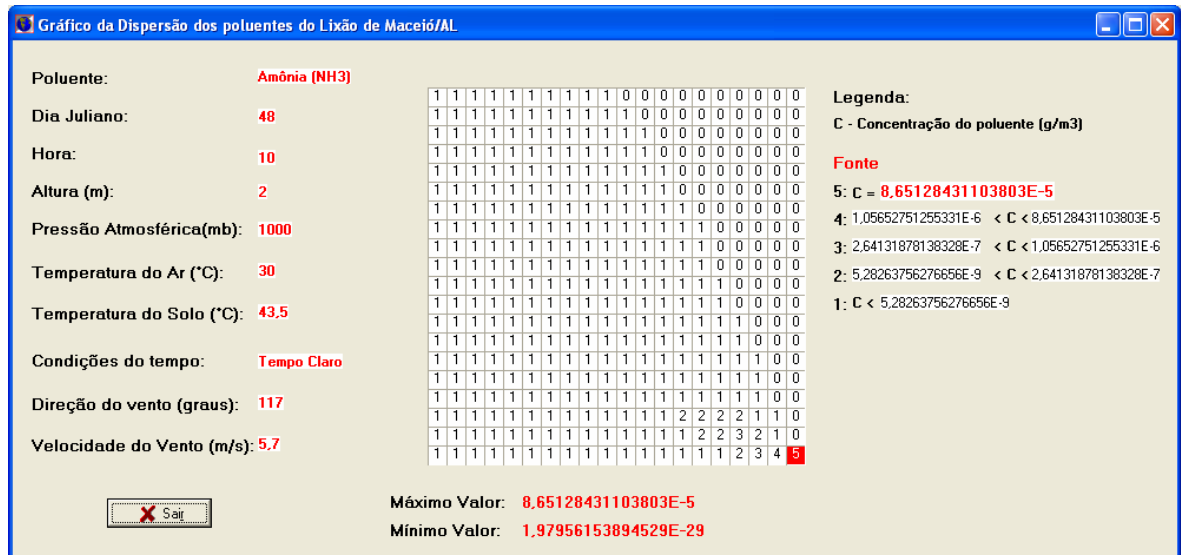 Gráfico da Dispersão dos poluentes do Lixão de Maceió/AL
Poluente: Amônia (NH3)
Dia Juliano: 48
Hora: 10
Altura (m): 2
Pressão Atmosférica(mb): 1000
Temperatura do Ar (°C): 30
Temperatura do Solo (°C): 43,5
Condições do tempo: Tempo Claro
Direção do vento (graus): 117
Velocidade do Vento (m/s): 5,7
Sair
1 1 1 1 1 1 1 1 1 1 0 0 0 0 0 0 0 0 0 0
1 1 1 1 1 1 1 1 1 1 1 0 0 0 0 0 0 0 0 0
1 1 1 1 1 1 1 1 1 1 1 1 0 0 0 0 0 0 0 0
1 1 1 1 1 1 1 1 1 1 1 1 0 0 0 0 0 0 0 0
1 1 1 1 1 1 1 1 1 1 1 1 1 0 0 0 0 0 0 0
1 1 1 1 1 1 1 1 1 1 1 1 1 0 0 0 0 0 0 0
1 1 1 1 1 1 1 1 1 1 1 1 1 1 0 0 0 0 0 0
1 1 1 1 1 1 1 1 1 1 1 1 1 1 1 0 0 0 0 0
1 1 1 1 1 1 1 1 1 1 1 1 1 1 1 0 0 0 0 0
1 1 1 1 1 1 1 1 1 1 1 1 1 1 1 0 0 0 0 0
1 1 1 1 1 1 1 1 1 1 1 1 1 1 1 1 0 0 0 0
1 1 1 1 1 1 1 1 1 1 1 1 1 1 1 1 0 0 0 0
1 1 1 1 1 1 1 1 1 1 1 1 1 1 1 1 1 0 0 0
1 1 1 1 1 1 1 1 1 1 1 1 1 1 1 1 1 0 0 0
1 1 1 1 1 1 1 1 1 1 1 1 1 1 1 1 1 1 0 0
1 1 1 1 1 1 1 1 1 1 1 1 1 1 1 1 1 1 0 0
1 1 1 1 1 1 1 1 1 1 1 1 1 1 1 1 1 1 0 0
1 1 1 1 1 1 1 1 1 1 1 1 1 2 2 2 2 1 1 0
1 1 1 1 1 1 1 1 1 1 1 1 1 1 2 2 3 2 1 0
1 1 1 1 1 1 1 1 1 1 1 1 1 1 1 1 2 3 4 5
Máximo Valor: 8,65128431103803E-5
Mínimo Valor: 1,97956153894529E-29
Legenda:
C - Concentração do poluente (g/m3)
Fonte
5: C = 8,65128431103803E-5
4: 1,05652751255331E-6 < C < 8,65128431103803E-5
3: 2,64131878138328E-7 < C < 1,05652751255331E-6
2: 5,28263756276656E-9 < C < 2,64131878138328E-7
1: C < 5,28263756276656E-9